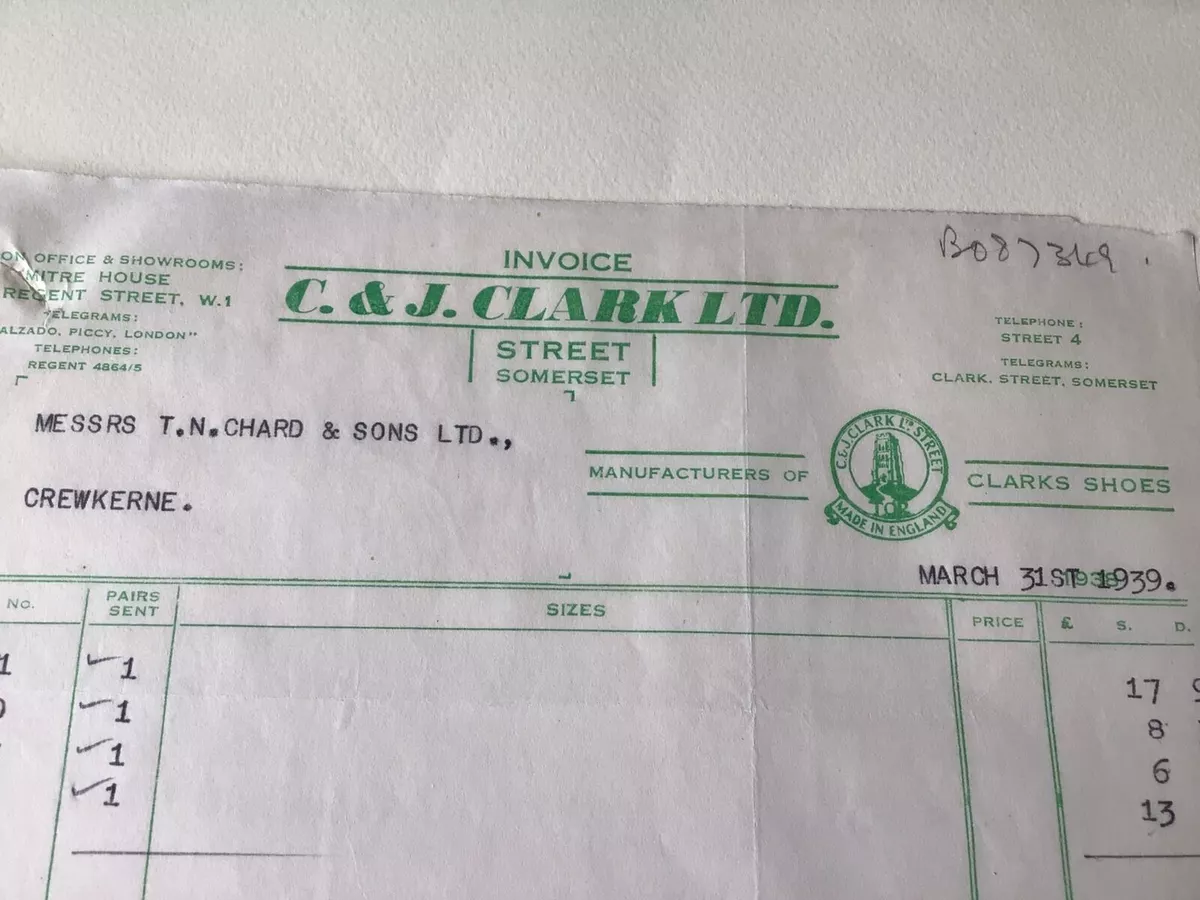 B087349
INVOICE
C. & J. CLARK LTD.
STREET
SOMERSET
OFFICE & SHOWROOMS:
MITRE HOUSE
REGENT STREET, W.1
TELEGRAMS:
PICCY, LONDON"
TELEPHONES:
REGENT 4864/5
TELEPHONE:
STREET 4
TELEGRAMS:
CLARK, STREET, SOMERSET
MESSRS T.N.CHARD & SONS LTD.,
CREWKERNE.
MANUFACTURERS OF
C.&J.CLARK LTD. STREET
TOR
MADE IN ENGLAND
CLARKS SHOES
MARCH 31ST 1939.
No. PAIRS SENT SIZES PRICE £ S. D.
1 1 17
1 8
1 6
1 13